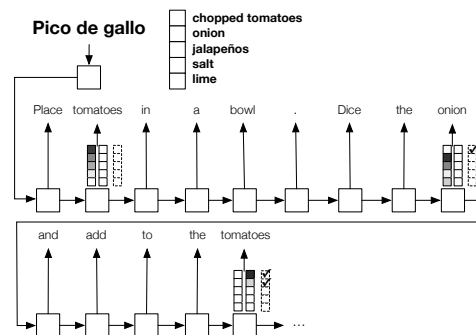 Pico de gallo
chopped tomatoes
onion
jalapeños
salt
lime
Place tomatoes in a bowl . Dice the onion
and add to the tomatoes
...